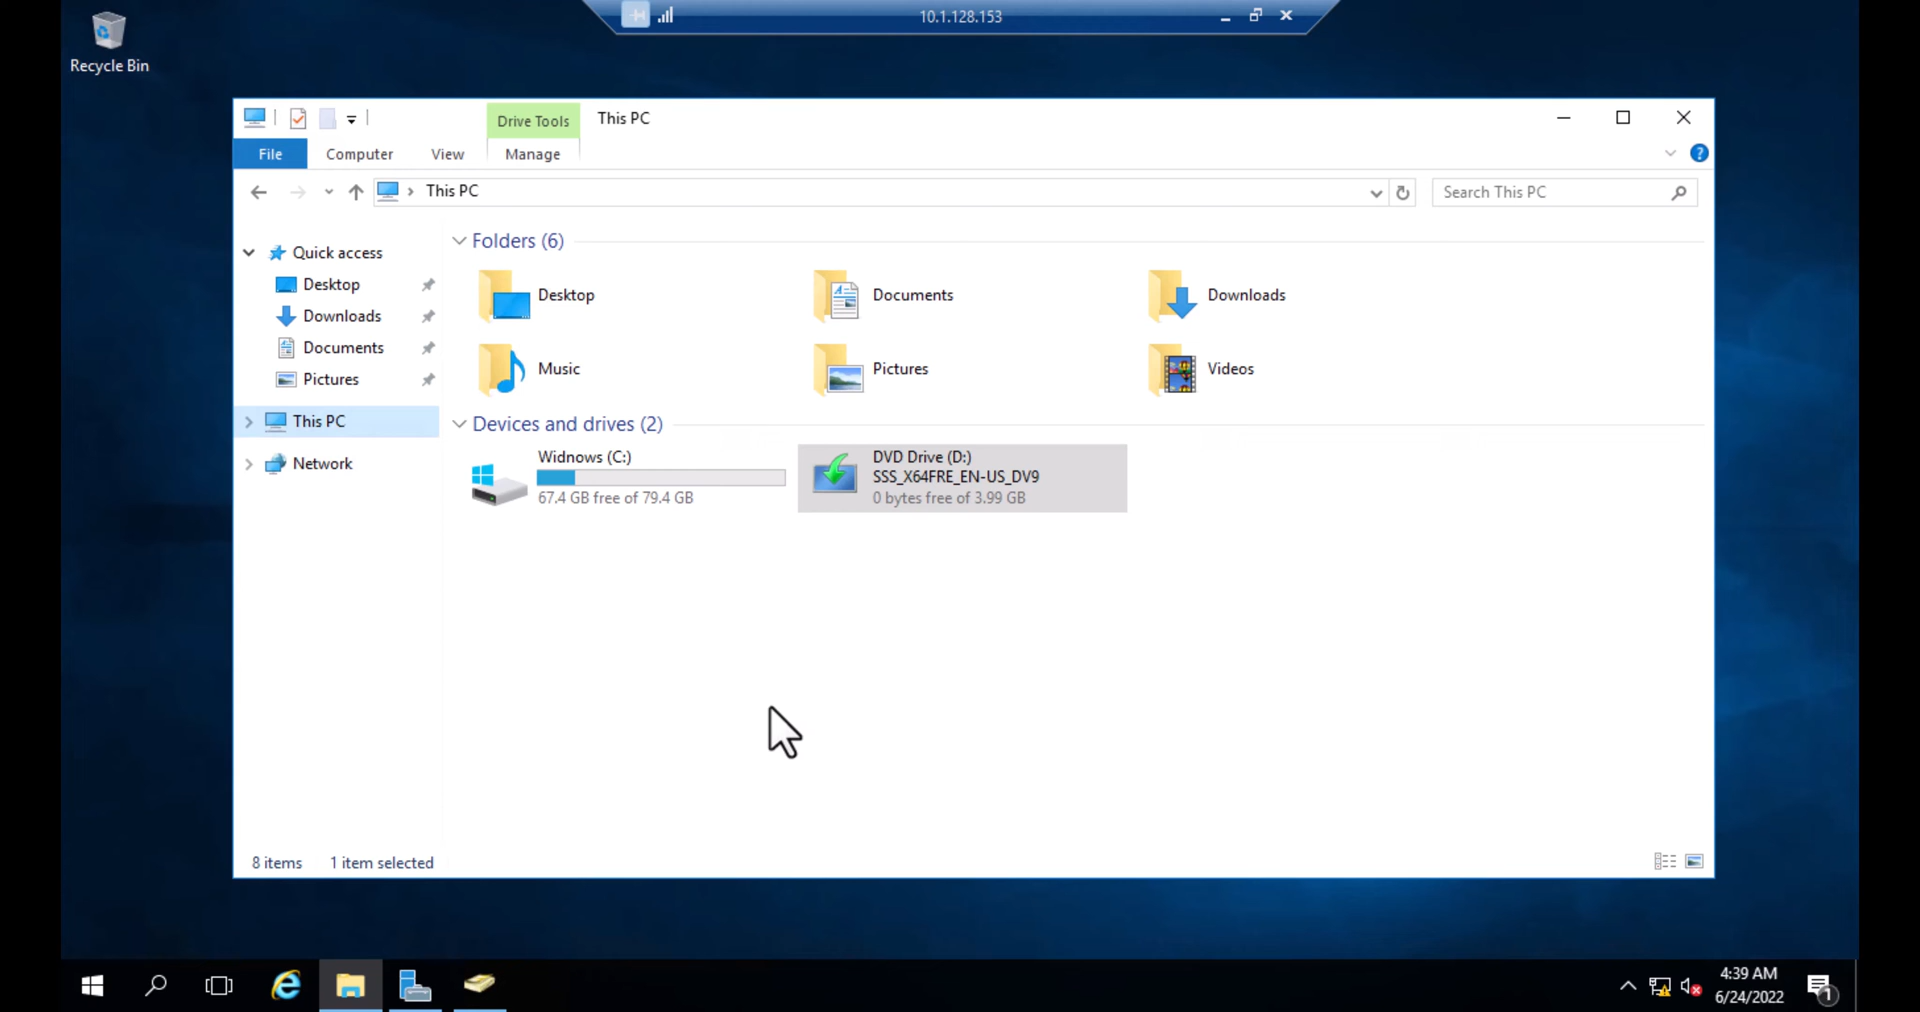 10.1.128.153
Recycle Bin
Drive Tools
This PC
File
Computer
View
Manage
This PC
Search This PC
Quick access
Desktop
Downloads
Documents
Pictures
This PC
Network
Folders (6)
Desktop
Documents
Downloads
Music
Pictures
Videos
Devices and drives (2)
Widnows (C:)
67.4 GB free of 79.4 GB
DVD Drive (D:)
SSS_X64FRE_EN-US_DV9
0 bytes free of 3.99 GB
8 items
1 item selected
4:39 AM
6/24/2022
1